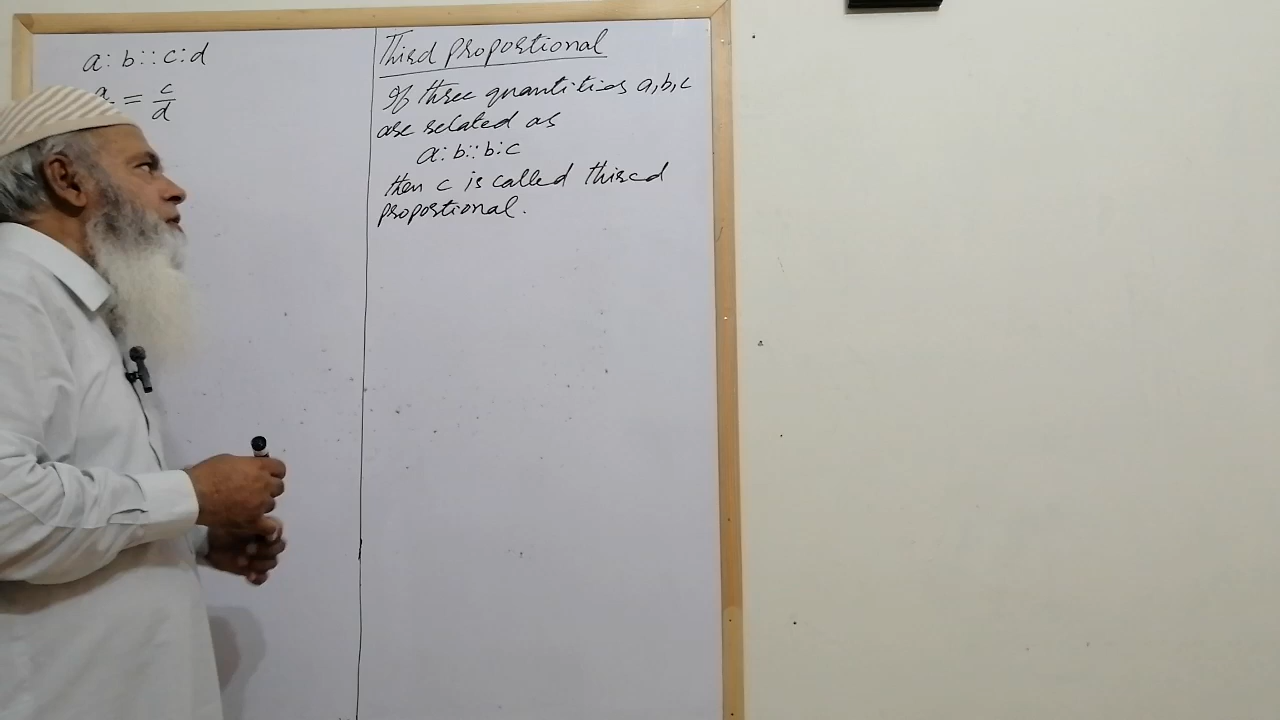 a : b :: c : d
a = c/d
Third proportional
If three quantities a, b, c
are related as
a : b :: b : c
then c is called third
proportional.